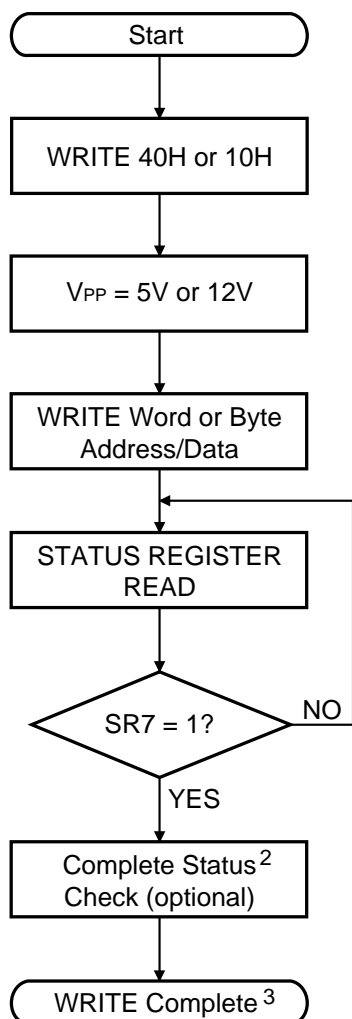 Start
WRITE 40H or 10H
VPP = 5V or 12V
WRITE Word or Byte
Address/Data
STATUS REGISTER
READ
SR7 = 1?
NO
YES
Complete Status 2
Check (optional)
WRITE Complete 3